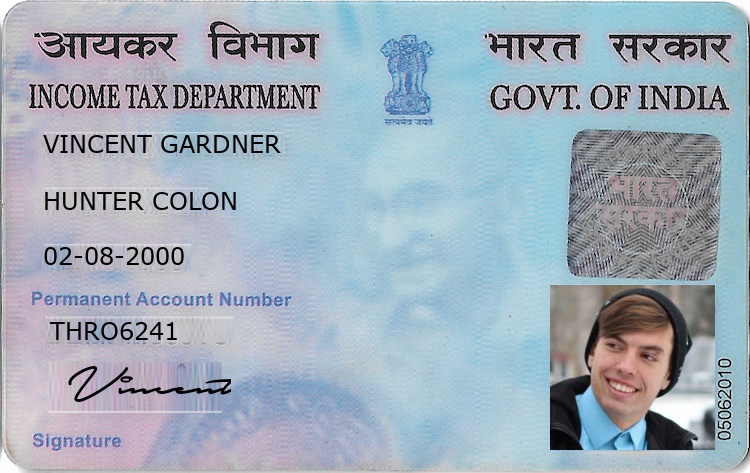 आयकर विभाग
भारत सरकार
INCOME TAX DEPARTMENT
GOVT. OF INDIA
सत्यमेव जयते
VINCENT GARDNER
भारत
सरकार
HUNTER COLON
02-08-2000
Permanent Account Number
THRO6241
Vincent
Signature
05062010